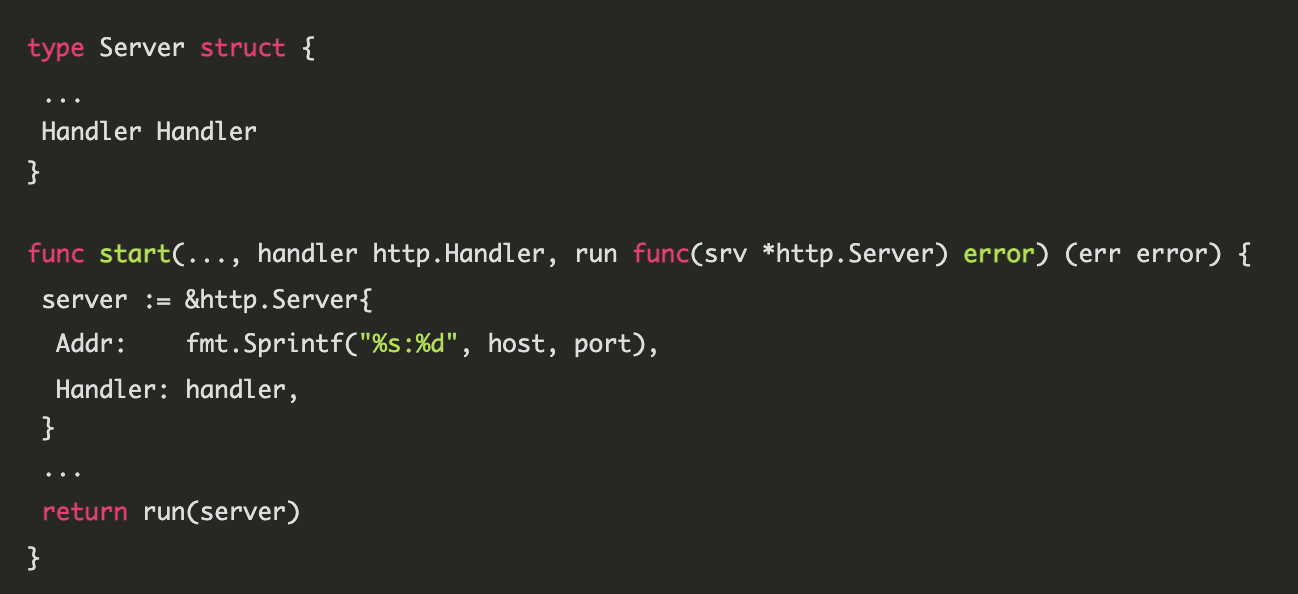 type Server struct {
 ...
 Handler Handler
}

func start(..., handler http.Handler, run func(srv *http.Server) error) (err error) {
 server := &http.Server{
  Addr:    fmt.Sprintf("%s:%d", host, port),
  Handler: handler,
 }
 ...
 return run(server)
}